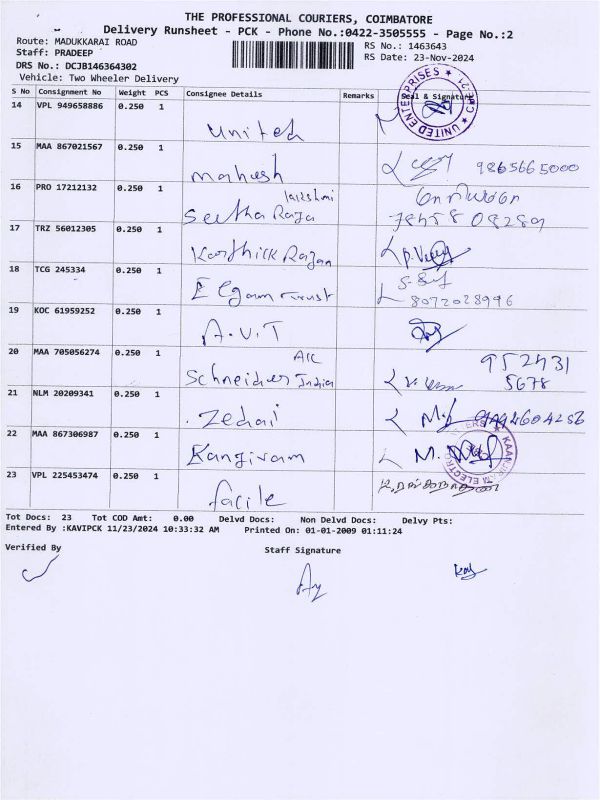 THE PROFESSIONAL COURIERS, COIMBATORE
Delivery Runsheet - PCK - Phone No.:0422-3505555 - Page No.:2
Route: MADUKKARAI ROAD
Staff: PRADEEP
DRS No.: DCJB146364302
Vehicle: Two Wheeler Delivery
RS No.: 1463643
RS Date: 23-Nov-2024
S No Consignment No Weight PCS Consignee Details Remarks Seal & Signature
14 VPL 949658886 0.250 1 United
UNITED ENTERPRISES
15 MAA 867021567 0.250 1 Mahesh 9865665000
16 PRO 17212132 0.250 1 Seetha Raja Lakshmi
17 TRZ 56012305 0.250 1 Karthick Rajan
18 TCG 245334 0.250 1 Trust 8072028996
19 KOC 61959252 0.250 1 A.V.T
20 MAA 705056274 0.250 1 Schneider India
952431
5678
21 NLM 20209341 0.250 1
22 MAA 867306987 0.250 1 M.
23 VPL 225453474 0.250 1 facile
Tot Docs: 23 Tot COD Amt: 0.00 Delvd Docs: Non Delvd Docs: Delvy Pts:
Entered By :KAVIPCK 11/23/2024 10:33:32 AM Printed On: 01-01-2009 01:11:24
Verified By Staff Signature